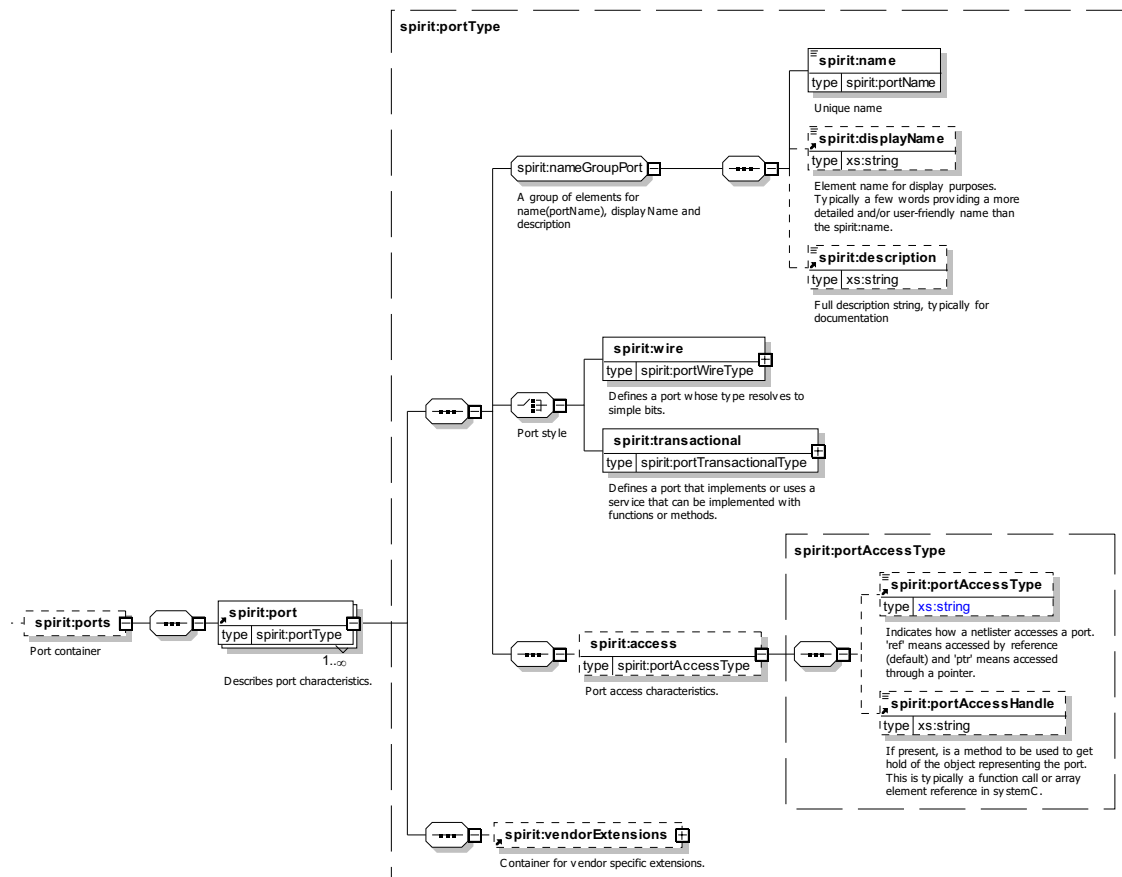 spirit:portType
spirit:name
type spirit:portName
Unique name
spirit:displayName
type xs:string
Element name for display purposes.
Typically a few words providing a more
detailed and/or user-friendly name than
the spirit:name.
spirit:description
type xs:string
Full description string, typically for
documentation
spirit:nameGroupPort
A group of elements for
name(portName), displayName and
description
spirit:wire
type spirit:portWireType
Defines a port whose type resolves to
simple bits.
Port style
spirit:transactional
type spirit:portTransactionalType
Defines a port that implements or uses a
service that can be implemented with
functions or methods.
spirit:ports
Port container
spirit:port
type spirit:portType
1..∞
Describes port characteristics.
spirit:access
type spirit:portAccessType
Port access characteristics.
spirit:portAccessType
spirit:portAccessType
type xs:string
Indicates how a netlister accesses a port.
'ref' means accessed by reference
(default) and 'ptr' means accessed
through a pointer.
spirit:portAccessHandle
type xs:string
If present, is a method to be used to get
hold of the object representing the port.
This is typically a function call or array
element reference in systemC.
spirit:vendorExtensions
Container for vendor specific extensions.